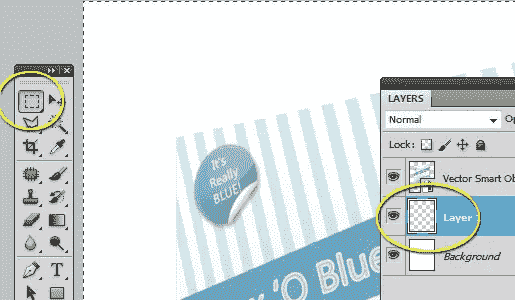 LAYERS
Normal
Op
Lock:
It's
Really
BLUE!
Vector Smart Ob
Layer
'O Blue
Background
T